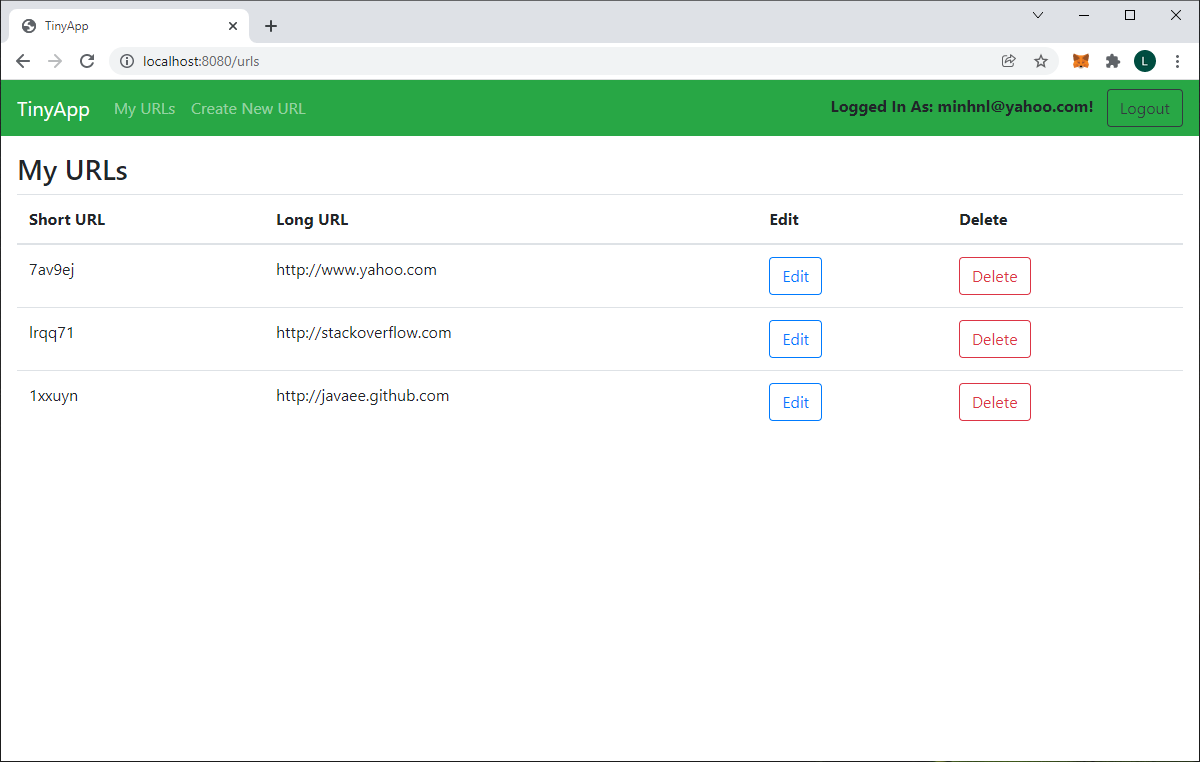 TinyApp
localhost:8080/urls
L
TinyApp My URLs Create New URL Logged In As: minhnl@yahoo.com! Logout
My URLs
Short URL Long URL Edit Delete
7av9ej http://www.yahoo.com Edit Delete
lrqq71 http://stackoverflow.com Edit Delete
1xxuyn http://javaee.github.com Edit Delete